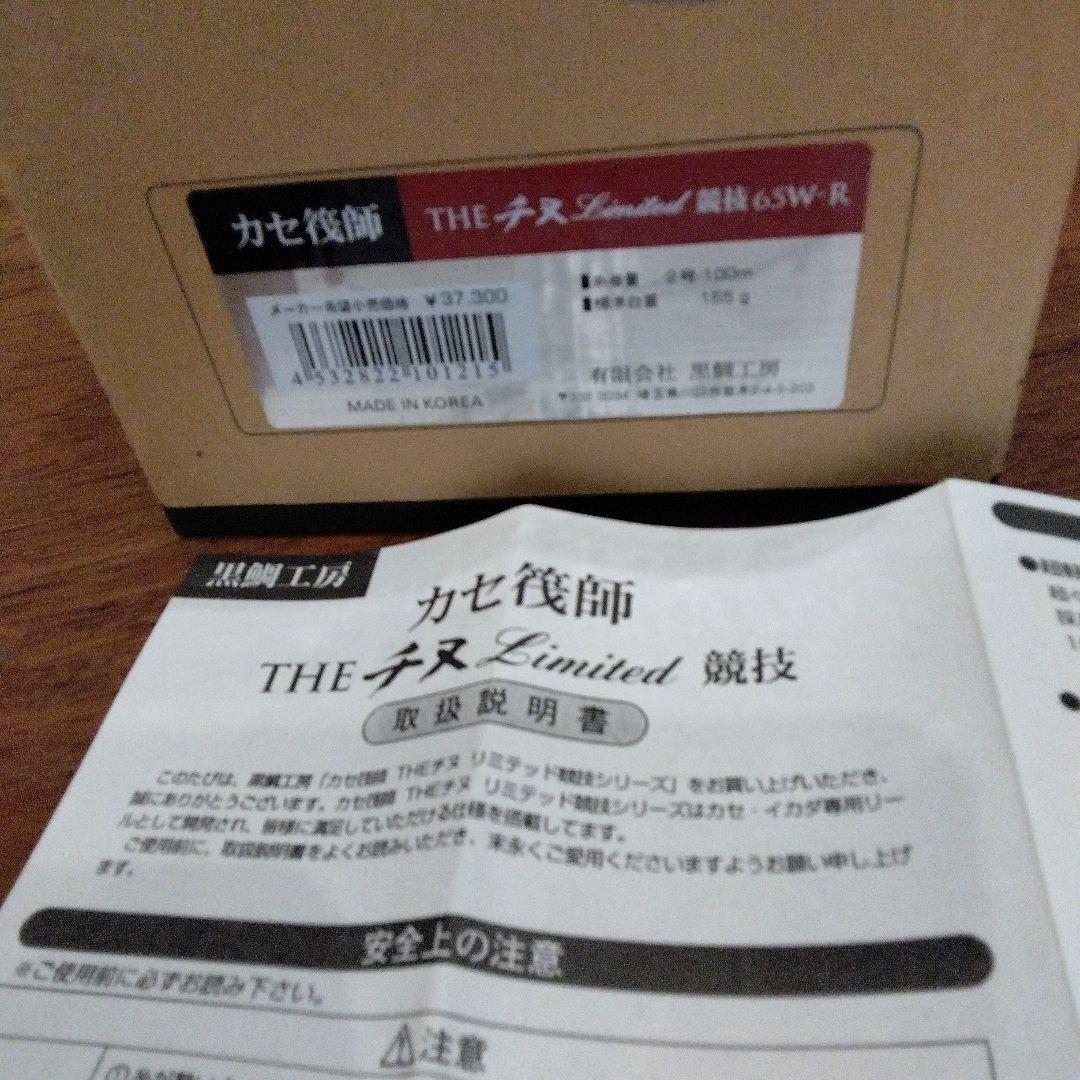 カセ筏師
THE チヌ Limited 競技 65W-R
メーカー希望小売価格 ￥37,300
4 532822 101215
MADE IN KOREA
糸巻量 2号-100m
標準自重 165g
有限会社 黒鯛工房
黒鯛工房
カセ筏師
THE チヌ Limited 競技
取扱説明書
このたびは、黒鯛工房「カセ筏師 THEチヌ リミテッド競技シリーズ」をお買い上げいただき、
誠にありがとうございます。カセ筏師 THEチヌ リミテッド競技シリーズはカセ・イカダ専用リー
ルとして開発され、皆様に満足していただける仕様を搭載してます。
ご使用前に、取扱説明書をよくお読みいただき、末永くご愛用くださいますようお願い申し上げ
ます。
安全上の注意
※ご使用前に必ずお読み下さい。
⚠注意